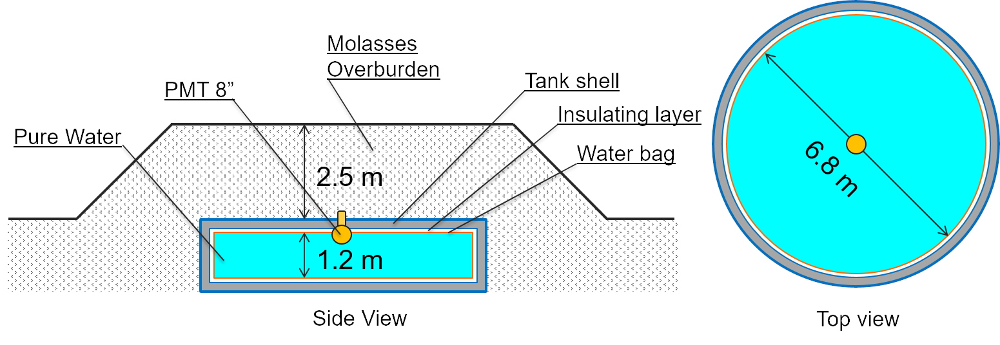 Molasses
Overburden
PMT 8”
Tank shell
Insulating layer
Pure Water
Water bag
2.5 m
1.2 m
6.8 m
Side View
Top view